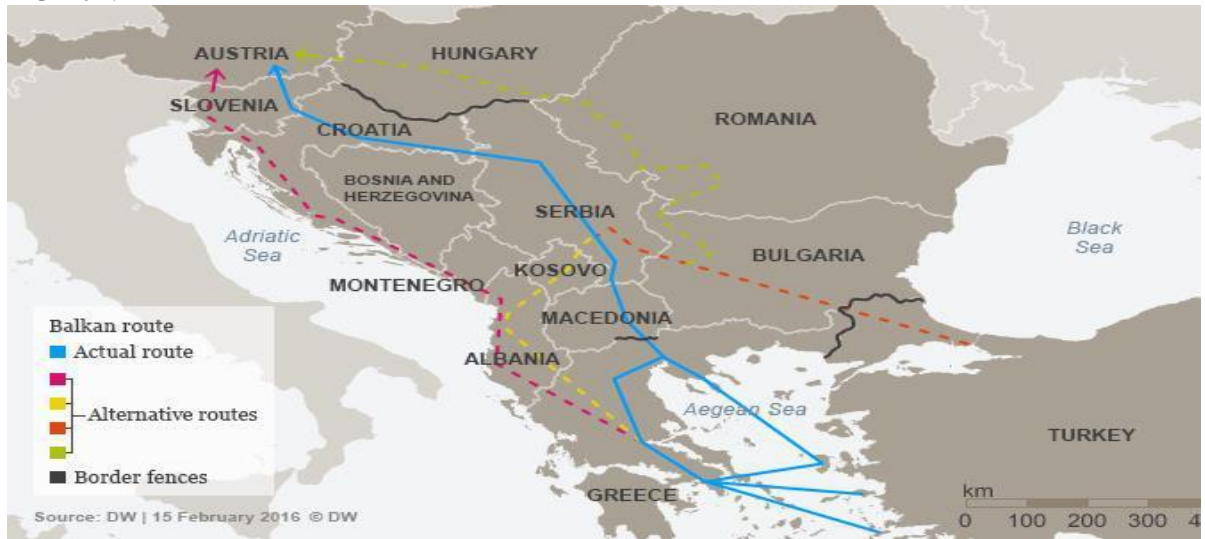 AUSTRIA
HUNGARY
SLOVENIA
CROATIA
ROMANIA
BOSNIA AND
HERZEGOVINA
SERBIA
Adriatic
Sea
Black
Sea
BULGARIA
KOSOVO
MONTENEGRO
MACEDONIA
ALBANIA
Aegean Sea
TURKEY
GREECE
Balkan route
Actual route
Alternative routes
Border fences
Source: DW | 15 February 2016 © DW
km
0 100 200 300 4